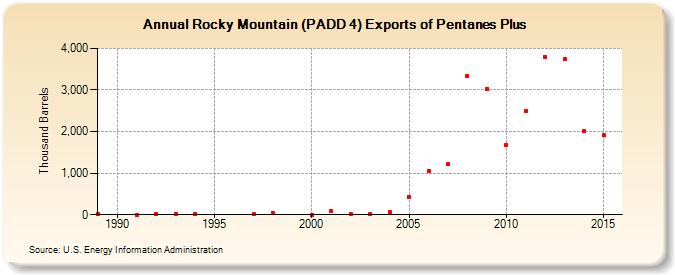 Annual Rocky Mountain (PADD 4) Exports of Pentanes Plus
Thousand Barrels
4,000
3,000
2,000
1,000
0
1990 1995 2000 2005 2010 2015
Source: U.S. Energy Information Administration